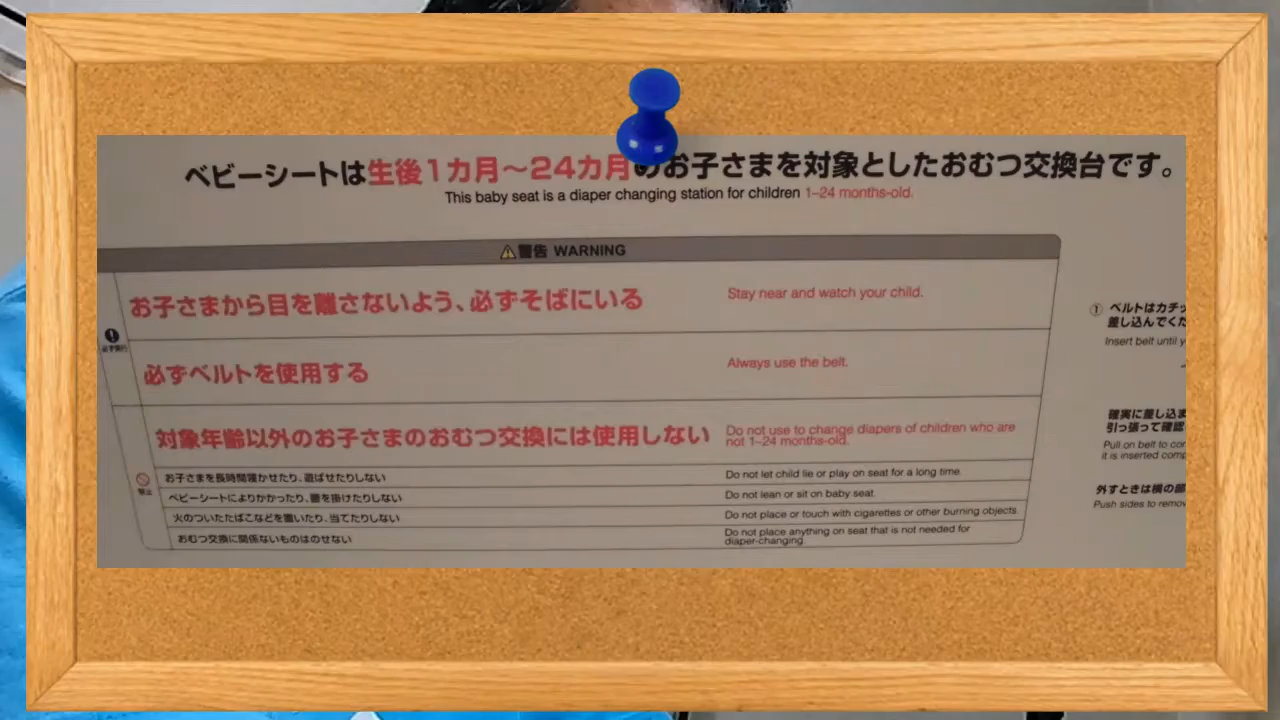 ベビーシートは生後1カ月〜24カ月のお子さまを対象としたおむつ交換台です。
This baby seat is a diaper changing station for children 1–24 months-old.
警告 WARNING
お子さまから目を離さないよう、必ずそばにいる
Stay near and watch your child.
必ず実行
必ずベルトを使用する
Always use the belt.
対象年齢以外のお子さまのおむつ交換には使用しない
Do not use to change diapers of children who are
not 1–24 months-old.
禁止
お子さまを長時間寝かせたり、遊ばせたりしない
Do not let child lie or play on seat for a long time.
ベビーシートによりかかったり、腰を掛けたりしない
Do not lean or sit on baby seat.
火のついたたばこなどを置いたり、当てたりしない
Do not place or touch with cigarettes or other burning objects.
おむつ交換に関係ないものはのせない
Do not place anything on seat that is not needed for
diaper-changing.
① ベルトはカチッ
差し込んでくだ
Insert belt until y
確実に差し込ま
引っ張って確認
Pull on belt to con
it is inserted comp
外すときは横の部
Push sides to remov